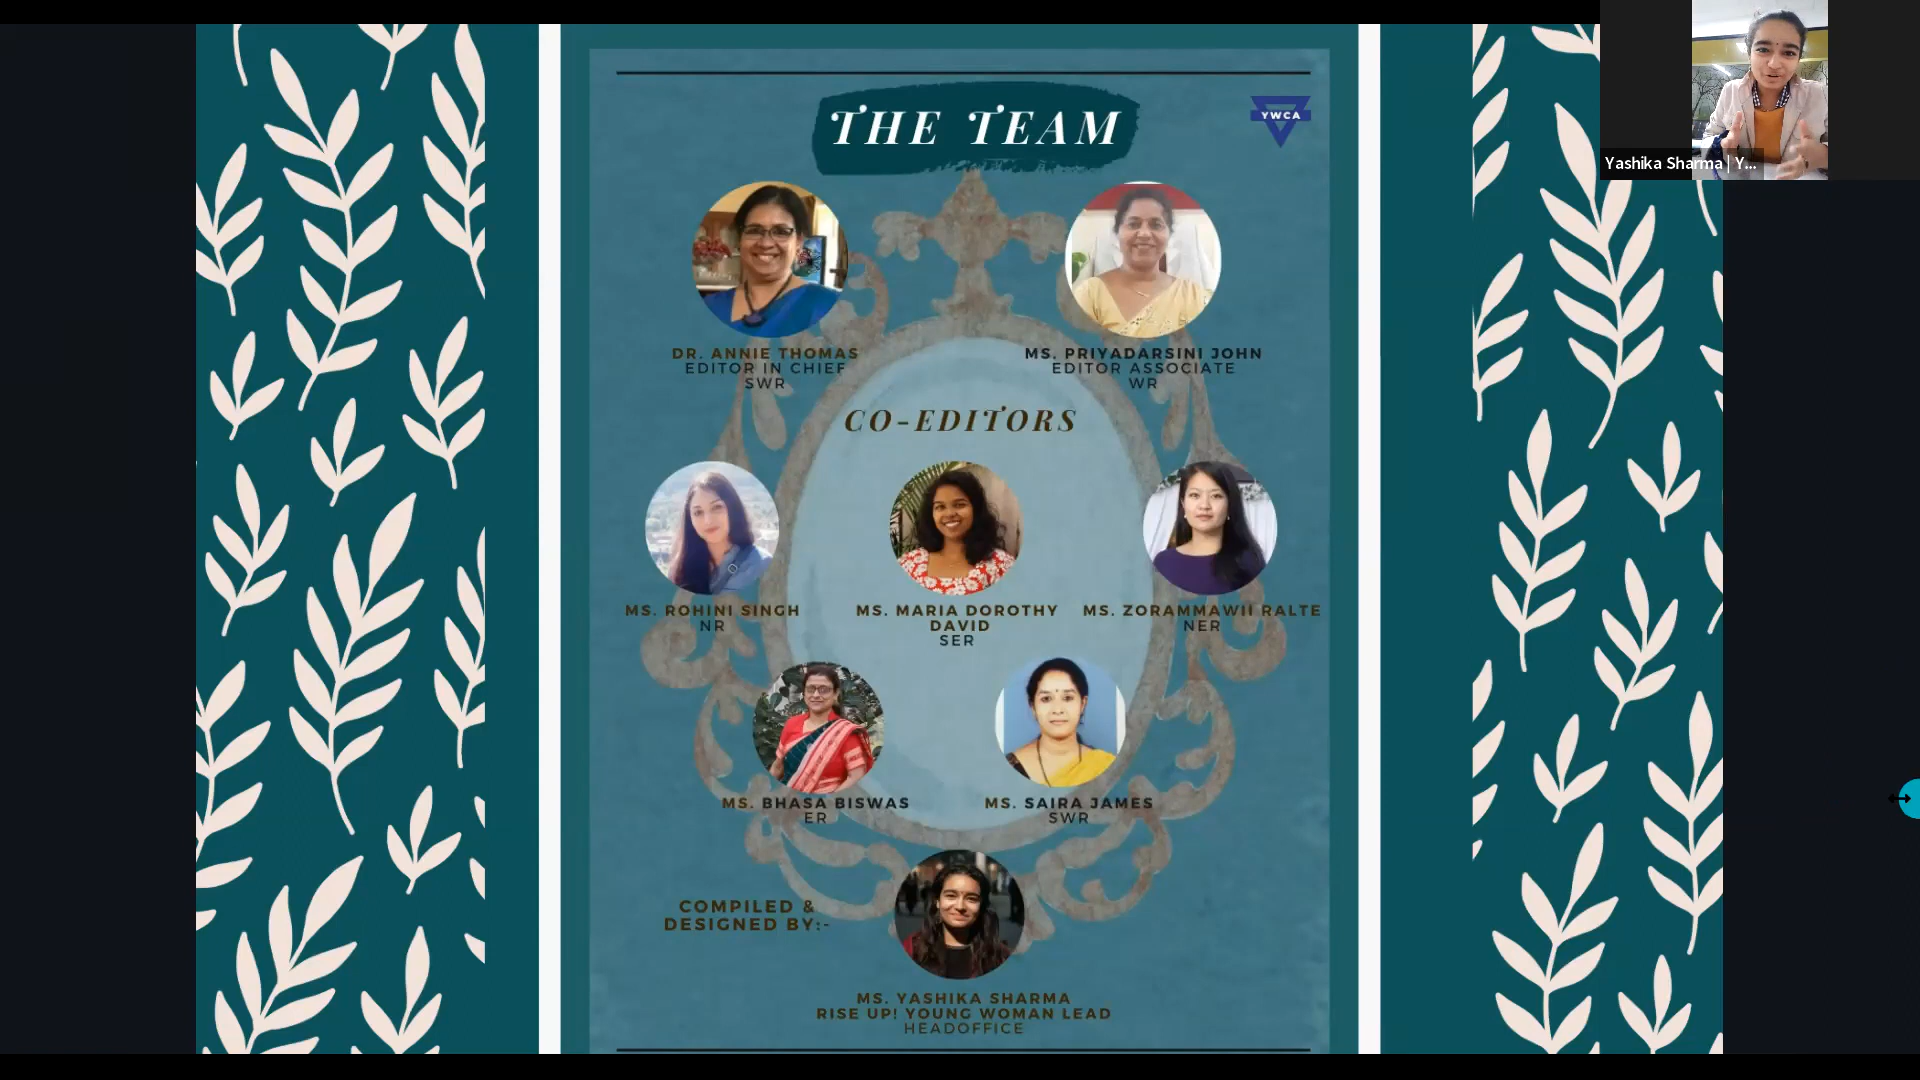 THE TEAM
YWCA
Yashika Sharma | Y...
DR. ANNIE THOMAS
EDITOR IN CHIEF
SWR
MS. PRIYADARSINI JOHN
EDITOR ASSOCIATE
WR
CO-EDITORS
MS. ROHINI SINGH
NR
MS. MARIA DOROTHY
DAVID
SER
MS. ZORAMMAWII RALTE
NER
MS. BHASA BISWAS
ER
MS. SAIRA JAMES
SWR
COMPILED &
DESIGNED BY:-
MS. YASHIKA SHARMA
RISE UP! YOUNG WOMAN LEAD
HEADOFFICE